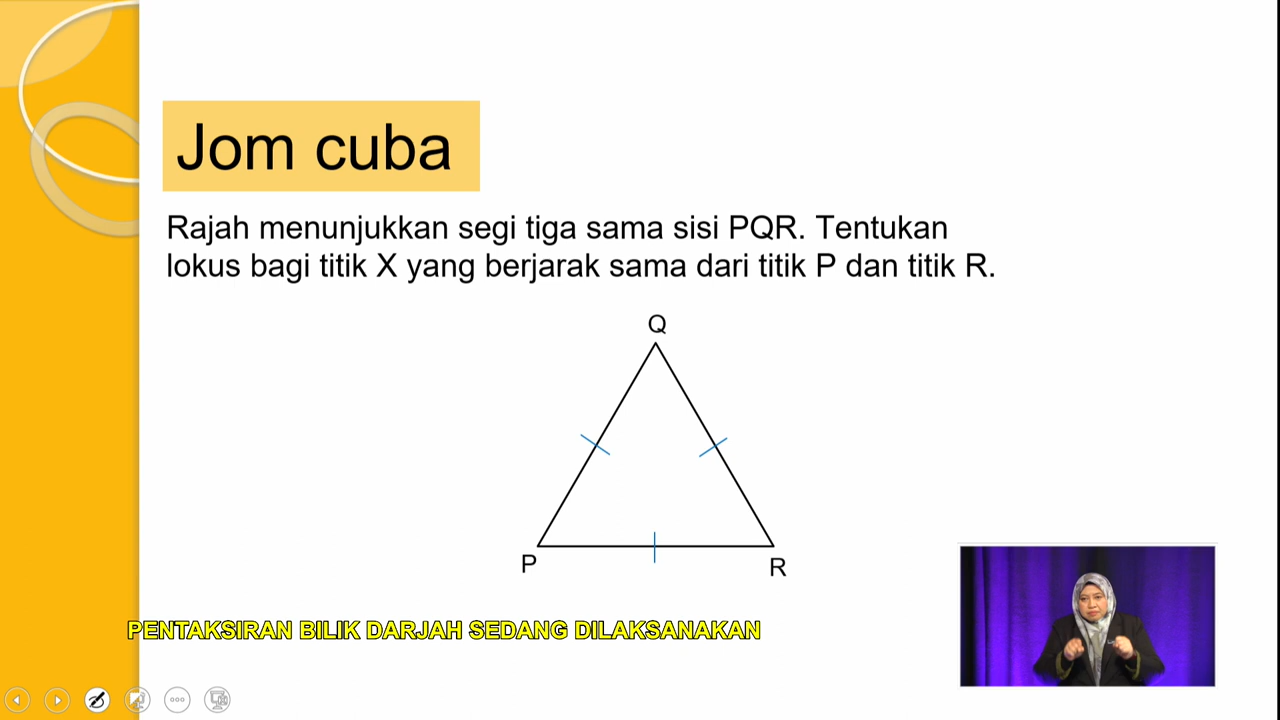 Jom cuba
Rajah menunjukkan segi tiga sama sisi PQR. Tentukan
lokus bagi titik X yang berjarak sama dari titik P dan titik R.
Q
P
R
PENTAKSIRAN BILIK DARJAH SEDANG DILAKSANAKAN